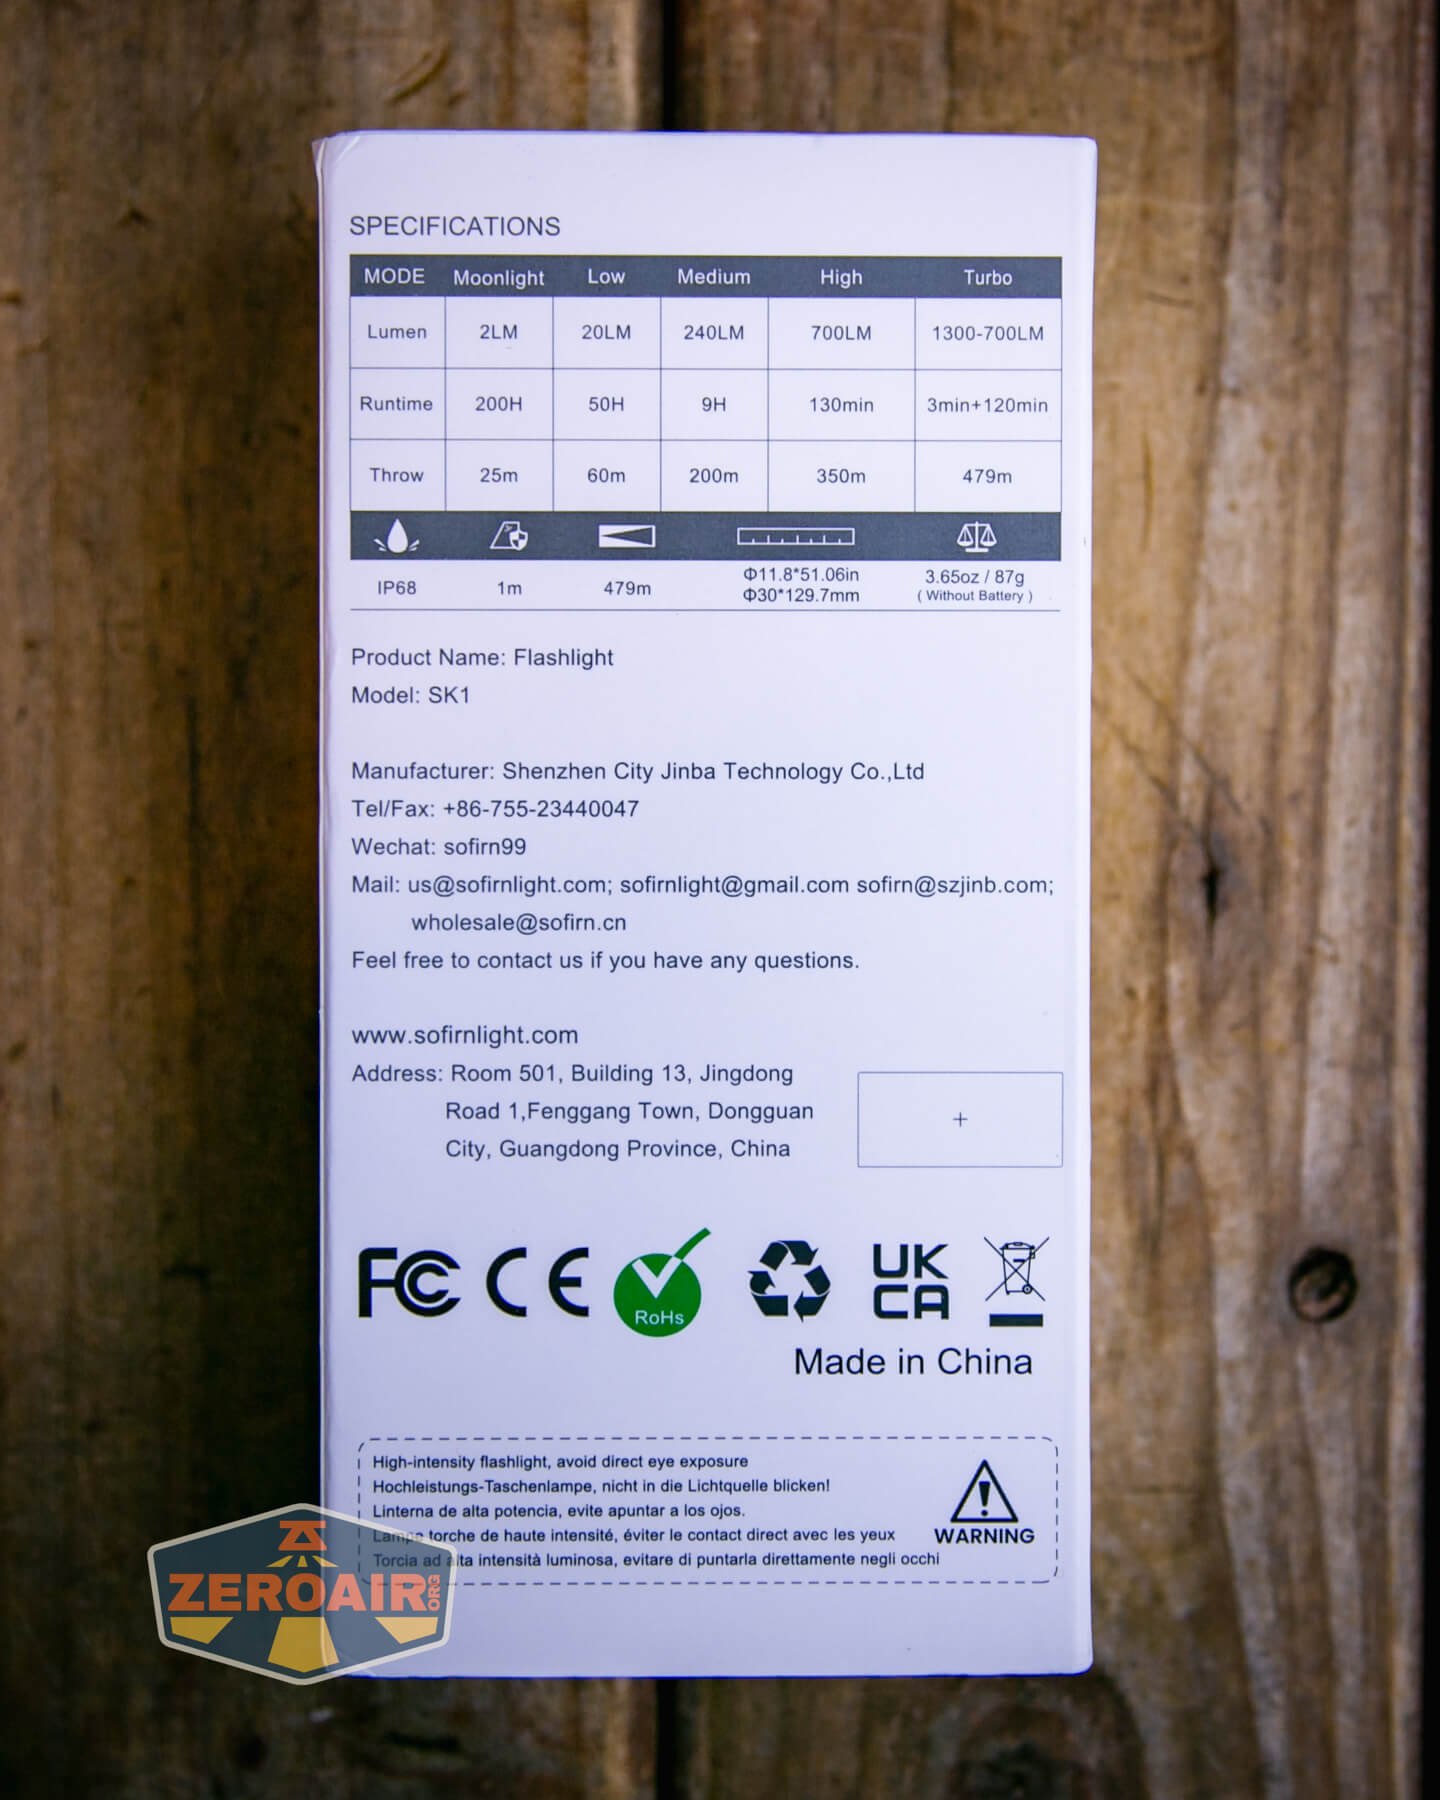 SPECIFICATIONS
MODE Moonlight Low Medium High Turbo
Lumen 2LM 20LM 240LM 700LM 1300-700LM
Runtime 200H 50H 9H 130min 3min+120min
Throw 25m 60m 200m 350m 479m
IP68 1m 479m Φ11.8*51.06in 3.65oz / 87g
Φ30*129.7mm ( Without Battery )
Product Name: Flashlight
Model: SK1
Manufacturer: Shenzhen City Jinba Technology Co.,Ltd
Tel/Fax: +86-755-23440047
Wechat: sofirn99
Mail: us@sofirnlight.com; sofirnlight@gmail.com sofirn@szjinb.com;
wholesale@sofirn.cn
Feel free to contact us if you have any questions.
www.sofirnlight.com
Address: Room 501, Building 13, Jingdong
Road 1,Fenggang Town, Dongguan
City, Guangdong Province, China
+
FC CE RoHs UK CA
Made in China
High-intensity flashlight, avoid direct eye exposure
Hochleistungs-Taschenlampe, nicht in die Lichtquelle blicken!
Linterna de alta potencia, evite apuntar a los ojos.
Lampe torche de haute intensité, éviter le contact direct avec les yeux
Torcia ad alta intensità luminosa, evitare di puntarla direttamente negli occhi
WARNING
ZEROAIR.ORG